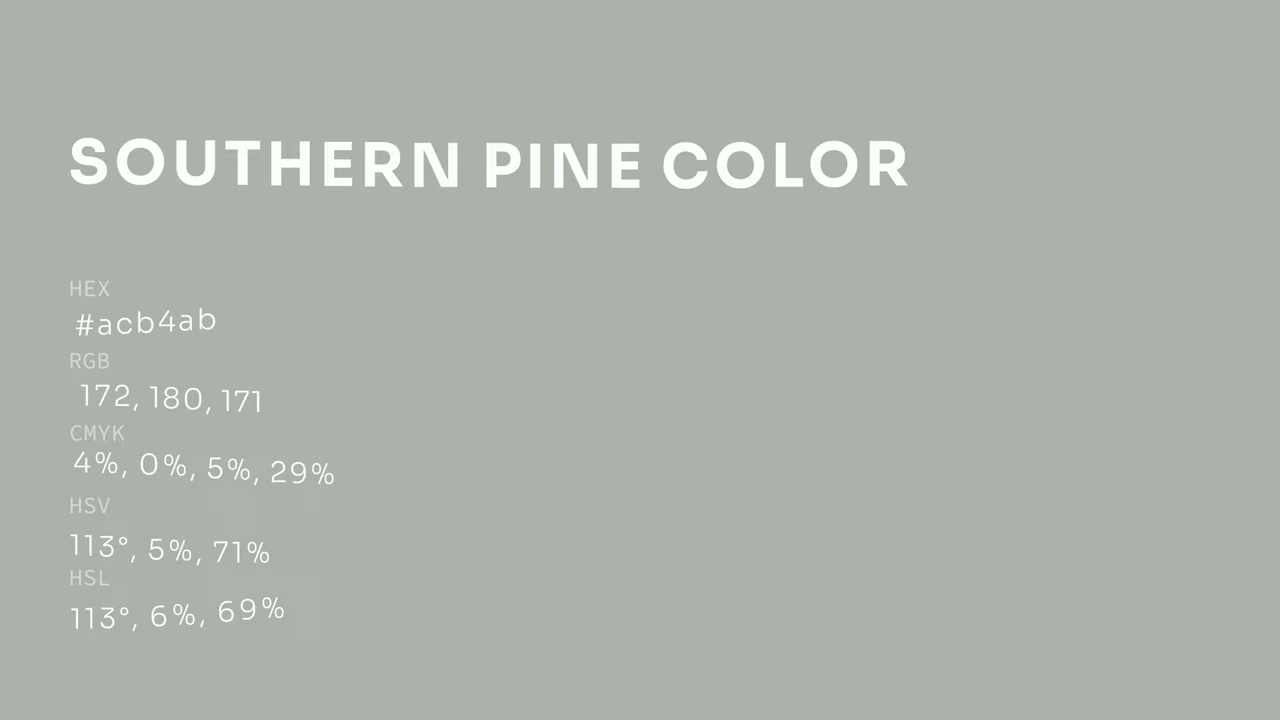 SOUTHERN PINE COLOR
HEX
#acb4ab
RGB
172, 180, 171
CMYK
4%, 0%, 5%, 29%
HSV
113°, 5%, 71%
HSL
113°, 6%, 69%